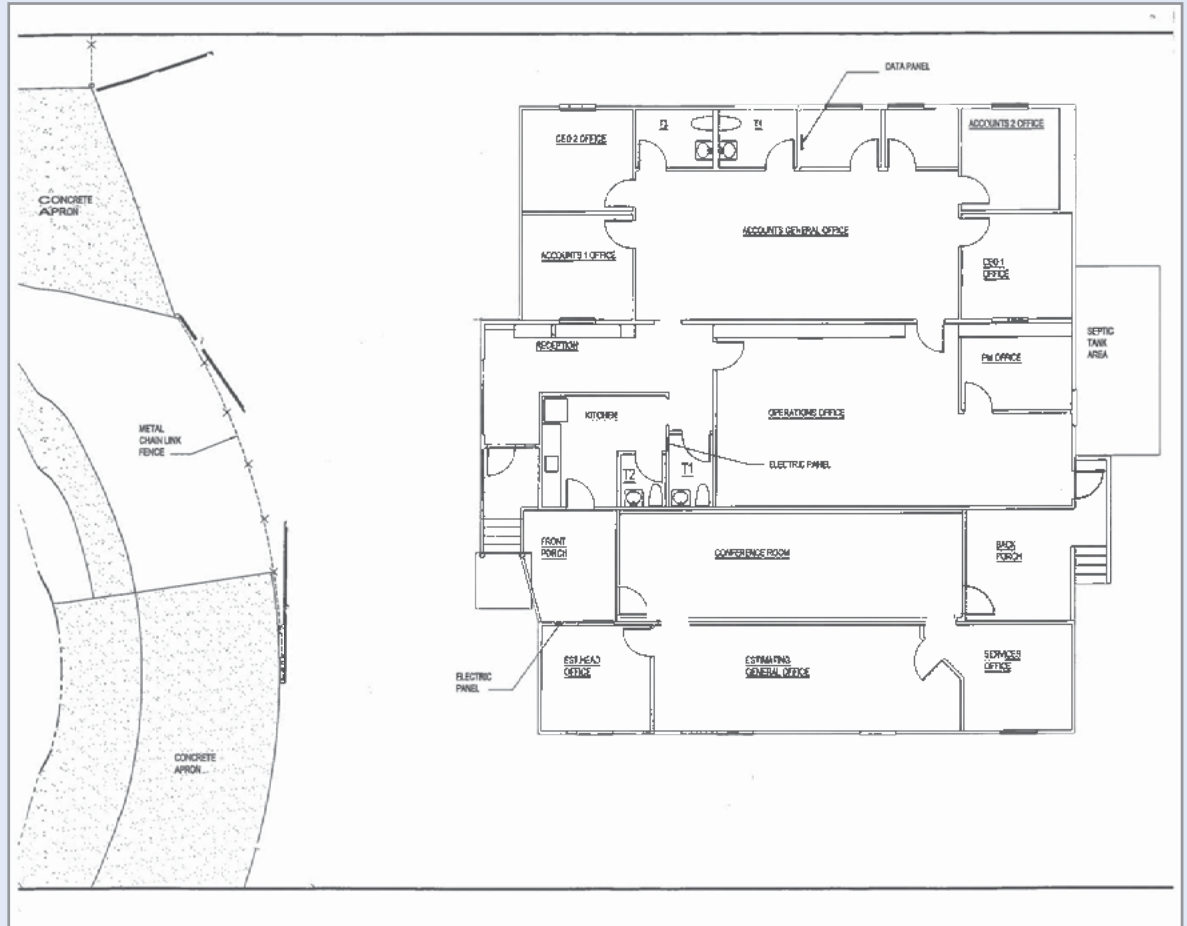 DATA PANEL
CEO 2 OFFICE
T1
ACCOUNTS 2 OFFICE
CONCRETE
APRON
ACCOUNTS GENERAL OFFICE
ACCOUNTS 1 OFFICE
CEO 1
OFFICE
RECEPTION
SEPTIC
TANK
AREA
PM OFFICE
KITCHEN
OPERATIONS OFFICE
METAL
CHAIN LINK
FENCE
ELECTRIC PANEL
T2
T1
FRONT
PORCH
CONFERENCE ROOM
BACK
PORCH
EST.HEAD
OFFICE
ESTIMATING
GENERAL OFFICE
SERVICES
OFFICE
ELECTRIC
PANEL
CONCRETE
APRON